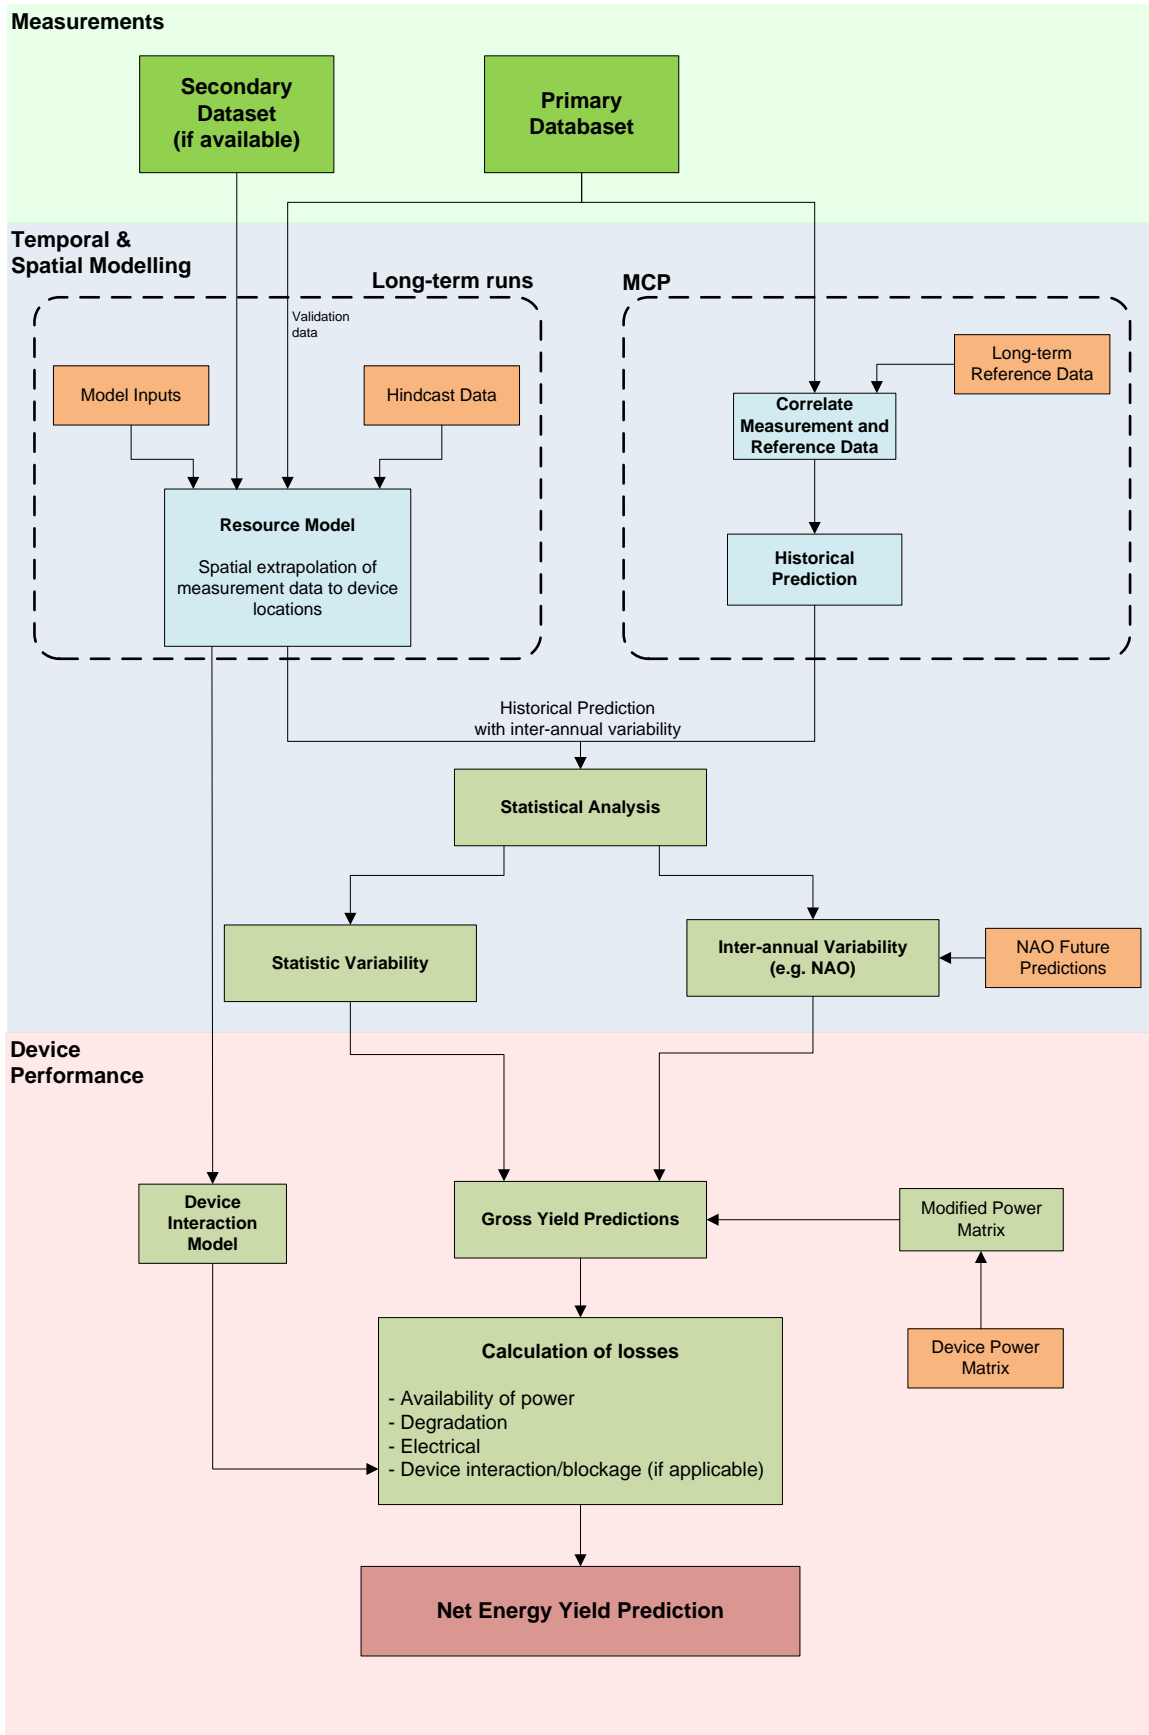 Measurements
Secondary
Dataset
(if available)
Primary
Databaset
Temporal &
Spatial Modelling
Long-term runs
MCP
Validation
data
Model Inputs
Hindcast Data
Long-term
Reference Data
Correlate
Measurement and
Reference Data
Resource Model
Spatial extrapolation of
measurement data to device
locations
Historical
Prediction
Historical Prediction
with inter-annual variability
Statistical Analysis
Statistic Variability
Inter-annual Variability
(e.g. NAO)
NAO Future
Predictions
Device
Performance
Device
Interaction
Model
Gross Yield Predictions
Modified Power
Matrix
Device Power
Matrix
Calculation of losses
- Availability of power
- Degradation
- Electrical
- Device interaction/blockage (if applicable)
Net Energy Yield Prediction